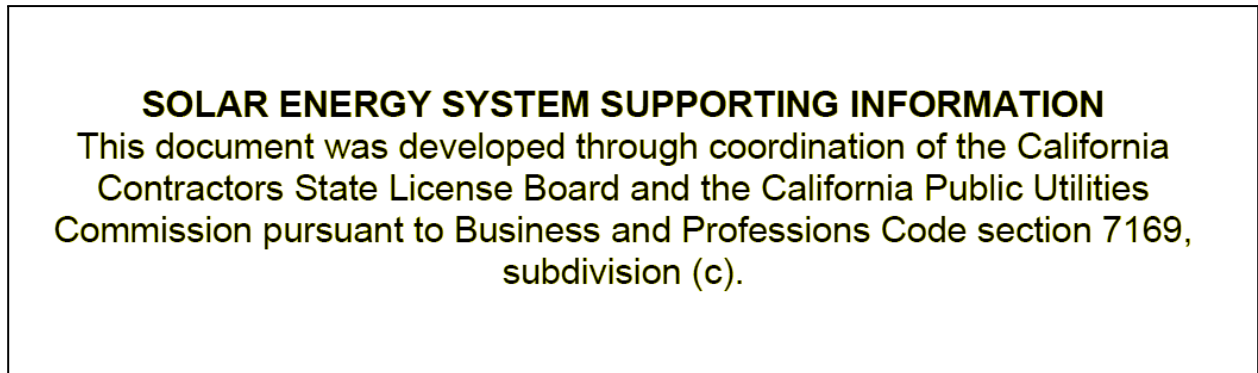 SOLAR ENERGY SYSTEM SUPPORTING INFORMATION
This document was developed through coordination of the California
Contractors State License Board and the California Public Utilities
Commission pursuant to Business and Professions Code section 7169,
subdivision (c).